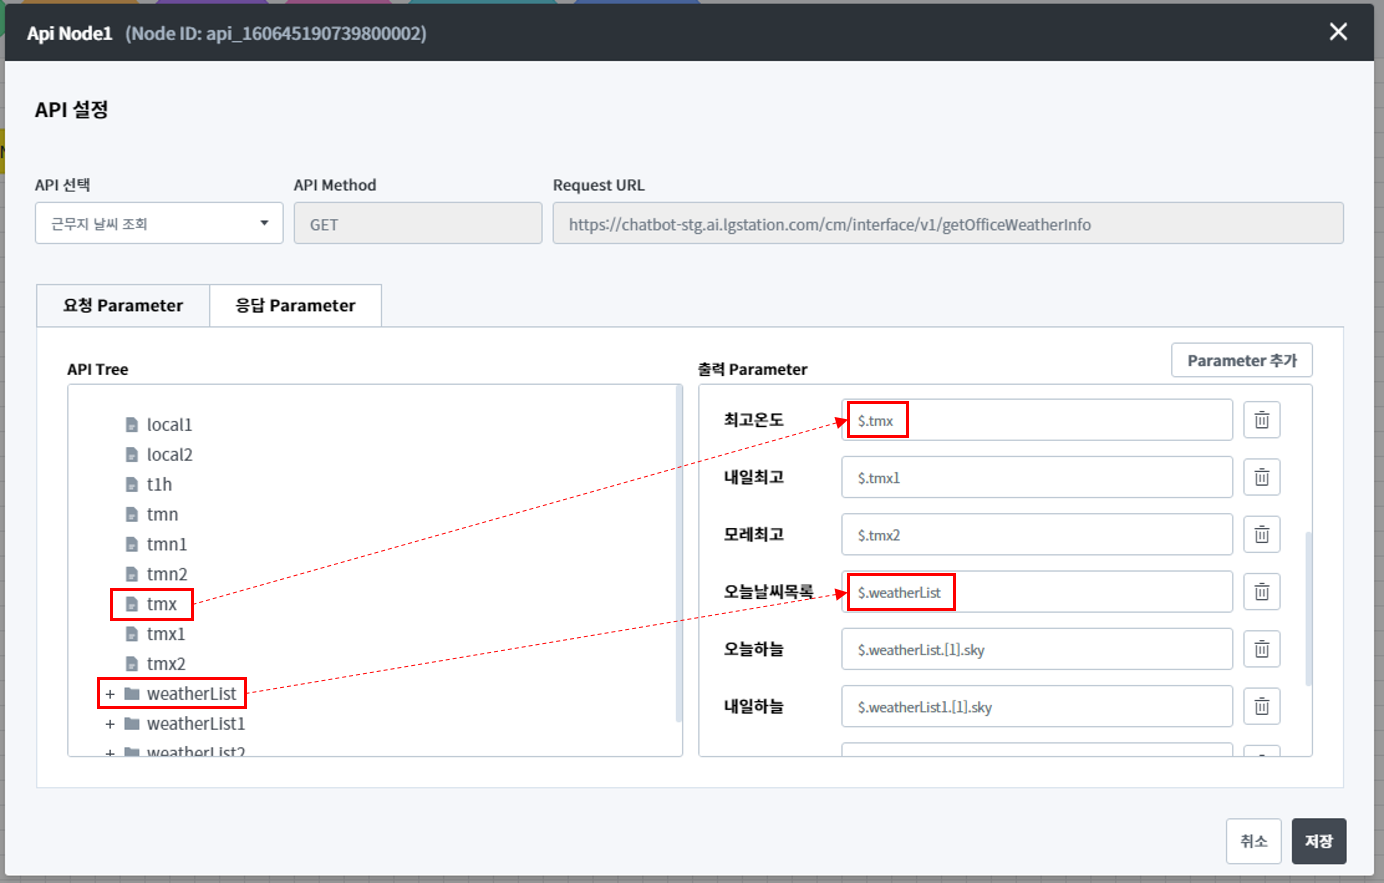 Api Node1 (Node ID: api_160645190739800002)
API 설정
API 선택
API Method
Request URL
근무지 날씨 조회
GET
https://chatbot-stg.ai.lgstation.com/cm/interface/v1/getOfficeWeatherInfo
요청 Parameter
응답 Parameter
API Tree
local1
local2
t1h
tmn
tmn1
tmn2
tmx
tmx1
tmx2
+ weatherList
+ weatherList1
+ weatherList2
출력 Parameter
Parameter 추가
최고온도
$.tmx
내일최고
$.tmx1
모레최고
$.tmx2
오늘날씨목록
$.weatherList
오늘하늘
$.weatherList.[1].sky
내일하늘
$.weatherList1.[1].sky
취소
저장